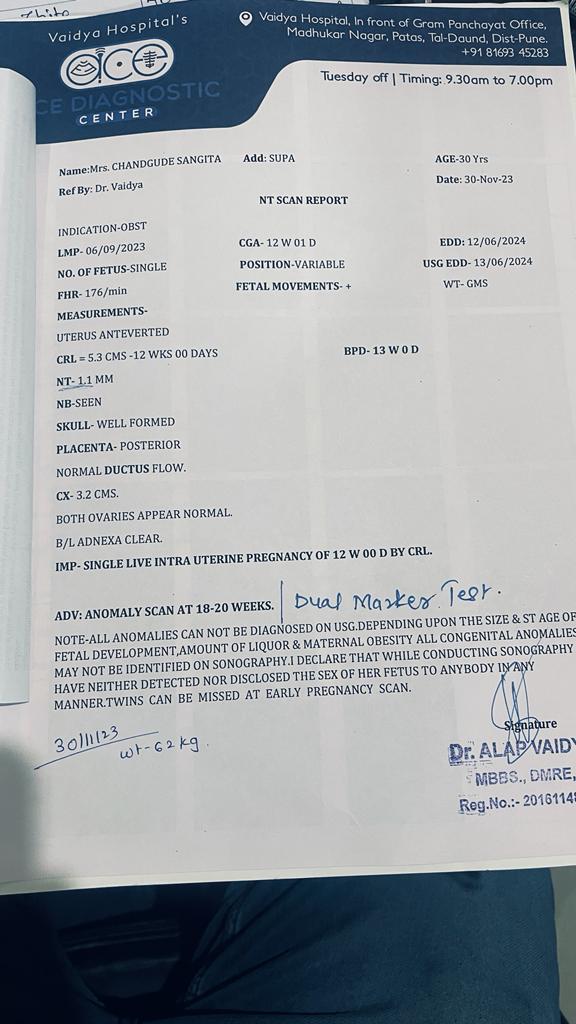 Vaidya Hospital's
CE DIAGNOSTIC
CENTER
Vaidya Hospital, In front of Gram Panchayat Office,
Madhukar Nagar, Patas, Tal-Daund, Dist-Pune.
+91 81693 45283
Tuesday off | Timing: 9.30am to 7.00pm
Name:Mrs. CHANDGUDE SANGITA Add: SUPA AGE-30 Yrs
Ref By: Dr. Vaidya Date: 30-Nov-23
NT SCAN REPORT
INDICATION-OBST
LMP- 06/09/2023 CGA- 12 W 01 D EDD: 12/06/2024
NO. OF FETUS-SINGLE POSITION-VARIABLE USG EDD- 13/06/2024
FHR- 176/min FETAL MOVEMENTS- + WT- GMS
MEASUREMENTS-
UTERUS ANTEVERTED
CRL = 5.3 CMS -12 WKS 00 DAYS BPD- 13 W 0 D
NT- 1.1 MM
NB-SEEN
SKULL- WELL FORMED
PLACENTA- POSTERIOR
NORMAL DUCTUS FLOW.
CX- 3.2 CMS.
BOTH OVARIES APPEAR NORMAL.
B/L ADNEXA CLEAR.
IMP- SINGLE LIVE INTRA UTERINE PREGNANCY OF 12 W 00 D BY CRL.
ADV: ANOMALY SCAN AT 18-20 WEEKS. Dual Marker Test.
NOTE-ALL ANOMALIES CAN NOT BE DIAGNOSED ON USG.DEPENDING UPON THE SIZE & ST AGE OF
FETAL DEVELOPMENT,AMOUNT OF LIQUOR & MATERNAL OBESITY ALL CONGENITAL ANOMALIES
MAY NOT BE IDENTIFIED ON SONOGRAPHY.I DECLARE THAT WHILE CONDUCTING SONOGRAPHY
HAVE NEITHER DETECTED NOR DISCLOSED THE SEX OF HER FETUS TO ANYBODY IN ANY
MANNER.TWINS CAN BE MISSED AT EARLY PREGNANCY SCAN.
30/11/23
wt-62kg.
Signature
Dr. ALAP VAIDY
MBBS., DMRE,
Reg.No.:- 20161148